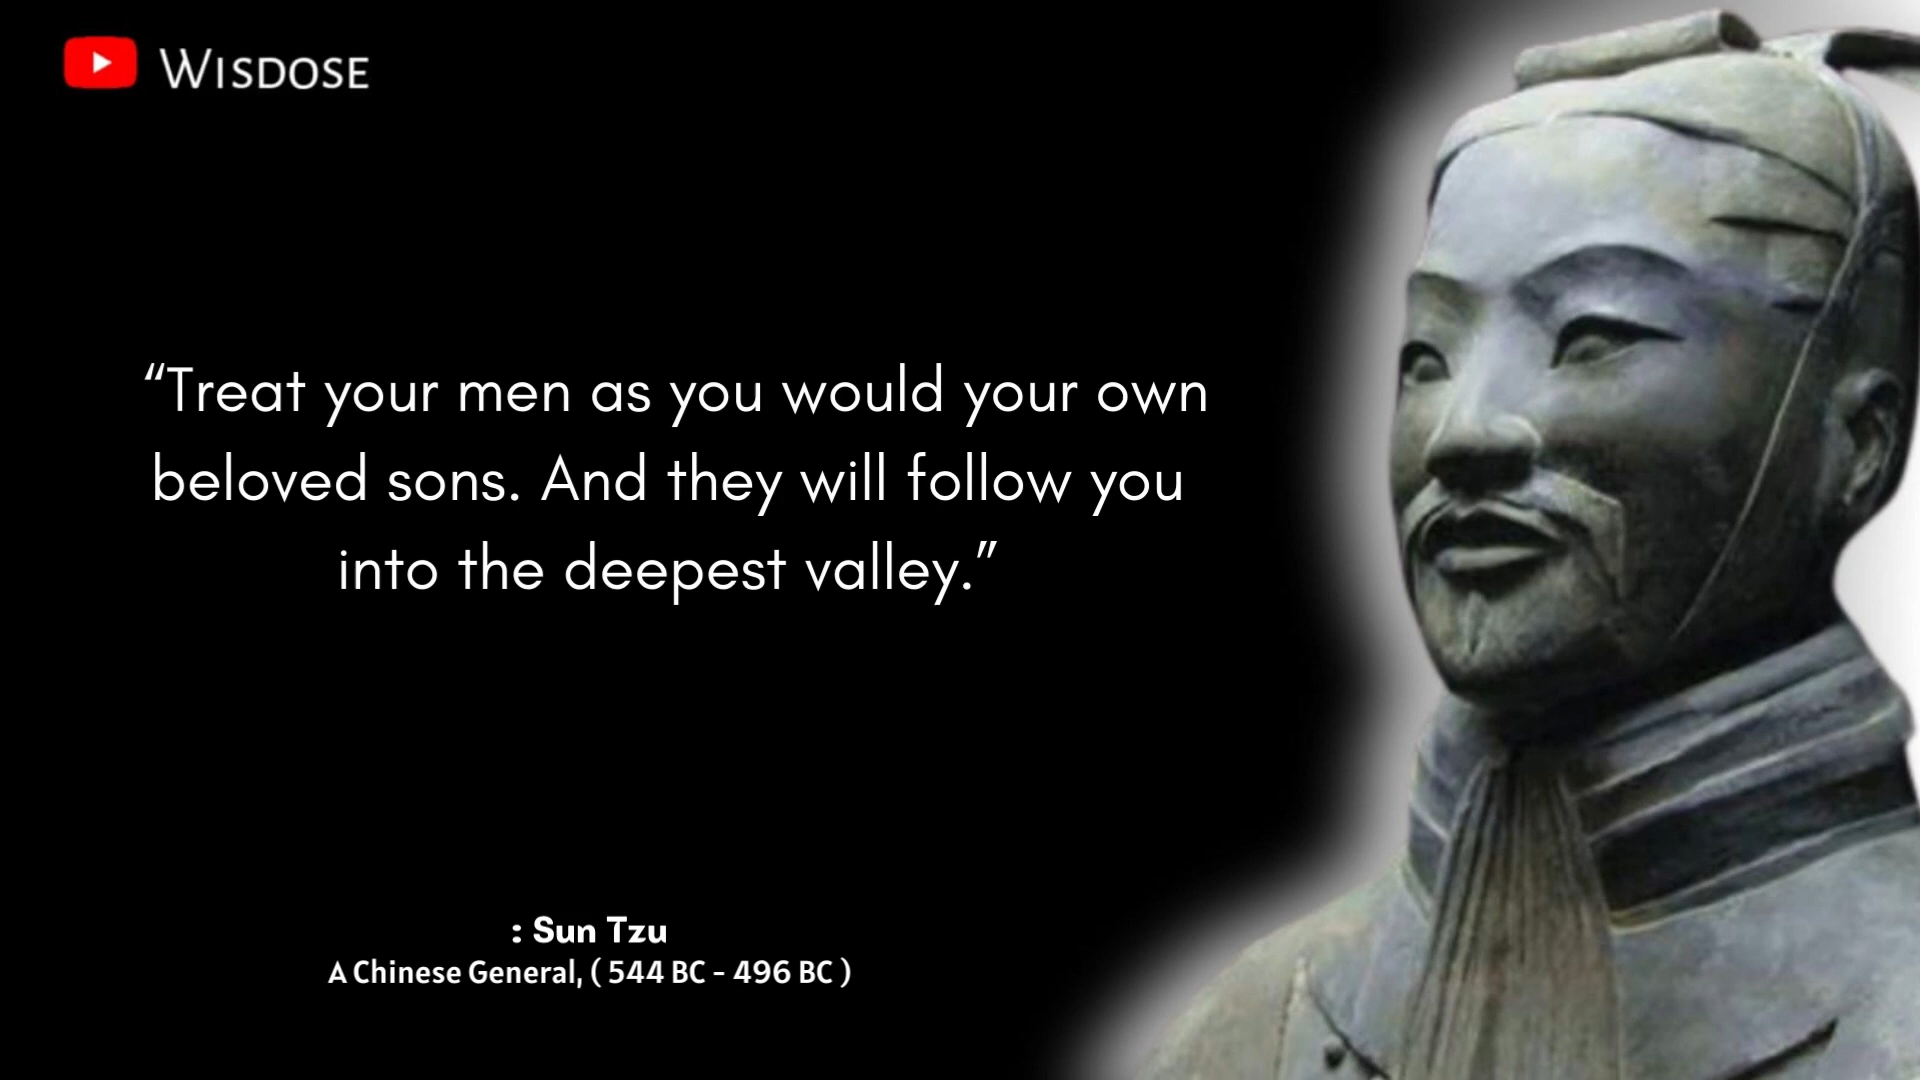 WISDOSE
“Treat your men as you would your own
beloved sons. And they will follow you
into the deepest valley.”
: Sun Tzu
A Chinese General, ( 544 BC - 496 BC )